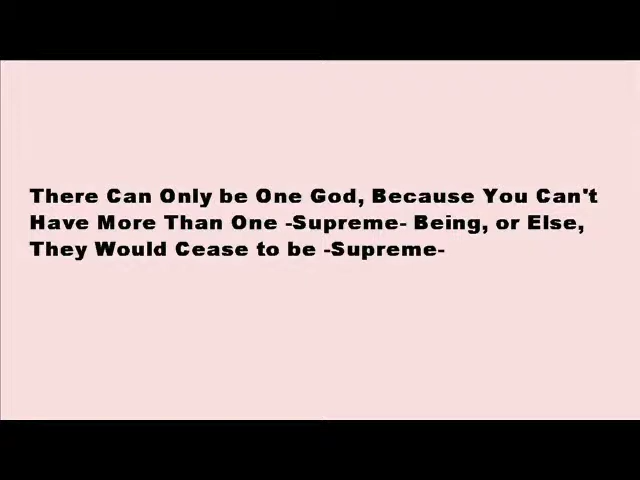 There Can Only be One God, Because You Can't
Have More Than One -Supreme- Being, or Else,
They Would Cease to be -Supreme-